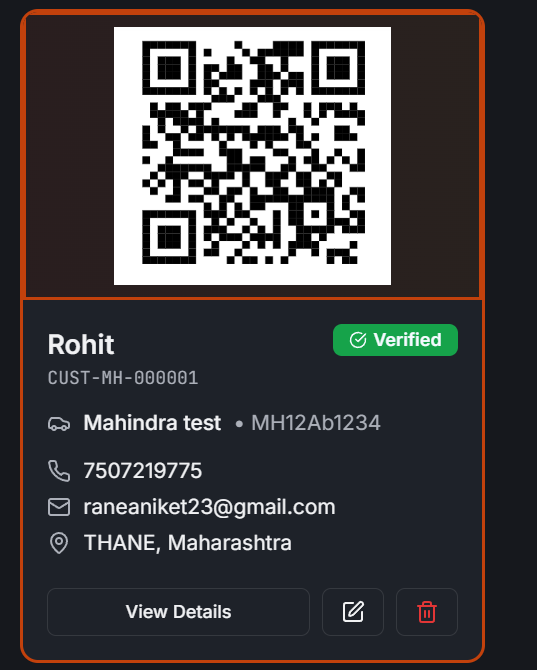 Rohit
Verified
CUST-MH-000001
Mahindra test • MH12Ab1234
7507219775
raneaniket23@gmail.com
THANE, Maharashtra
View Details